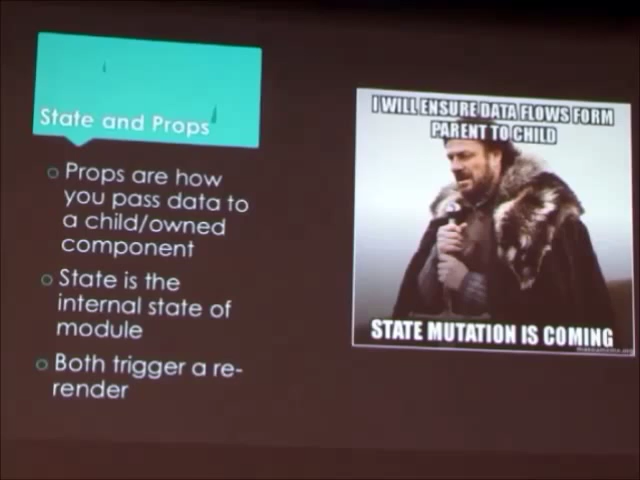 State and Props
Props are how
you pass data to
a child/owned
component
State is the
internal state of
module
Both trigger a re-
render
I WILL ENSURE DATA FLOWS FORM
PARENT TO CHILD
STATE MUTATION IS COMING